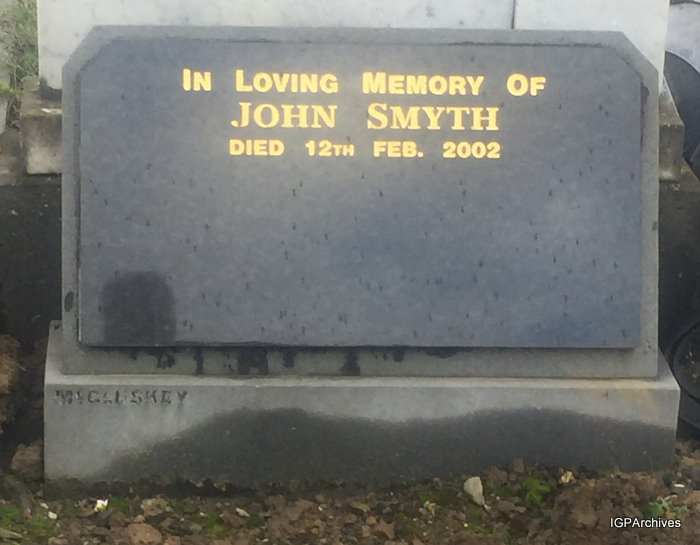 In Loving Memory Of
JOHN SMYTH
DIED 12TH FEB. 2002
McCLUSKEY
IGPArchives